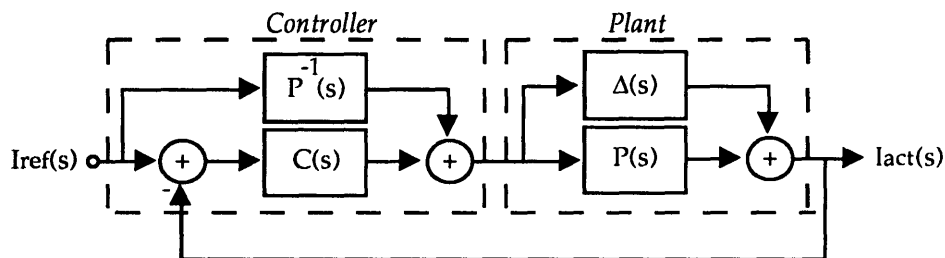 Controller
Plant
P⁻¹(s)
Δ(s)
Iref(s)
+
C(s)
+
P(s)
+
Iact(s)
-